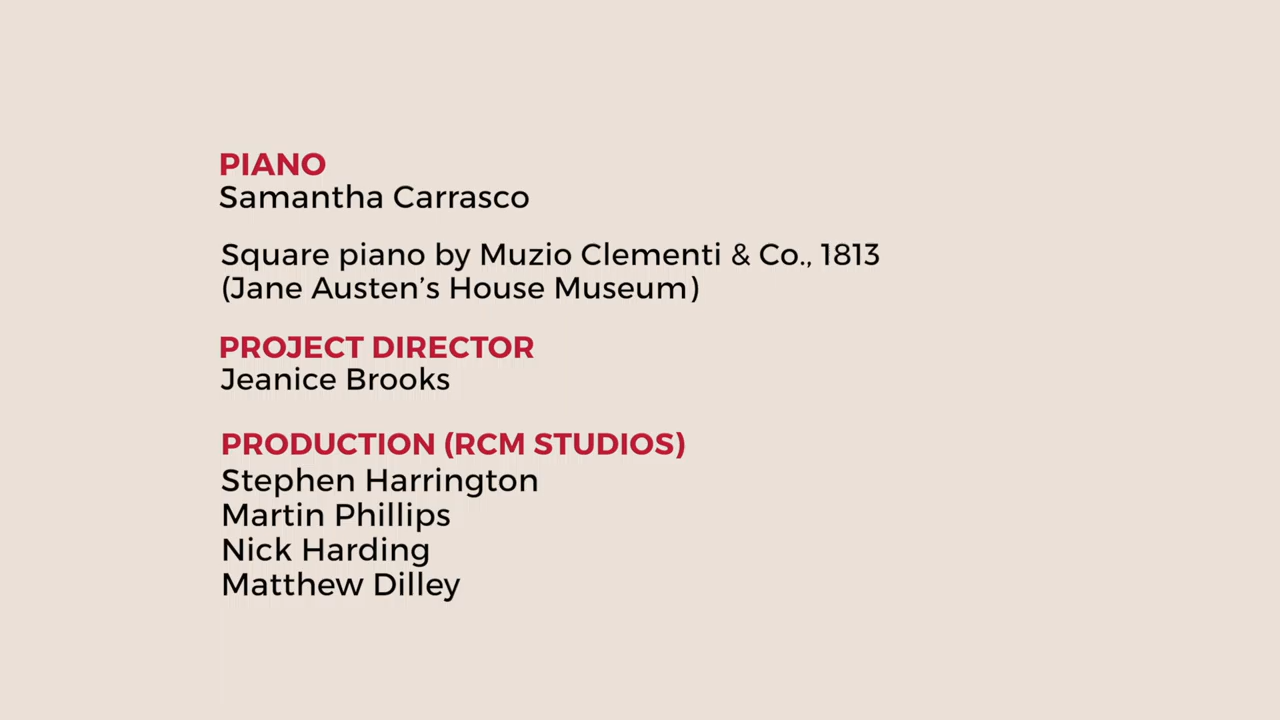 PIANO
Samantha Carrasco
Square piano by Muzio Clementi & Co., 1813
(Jane Austen’s House Museum)
PROJECT DIRECTOR
Jeanice Brooks
PRODUCTION (RCM STUDIOS)
Stephen Harrington
Martin Phillips
Nick Harding
Matthew Dilley